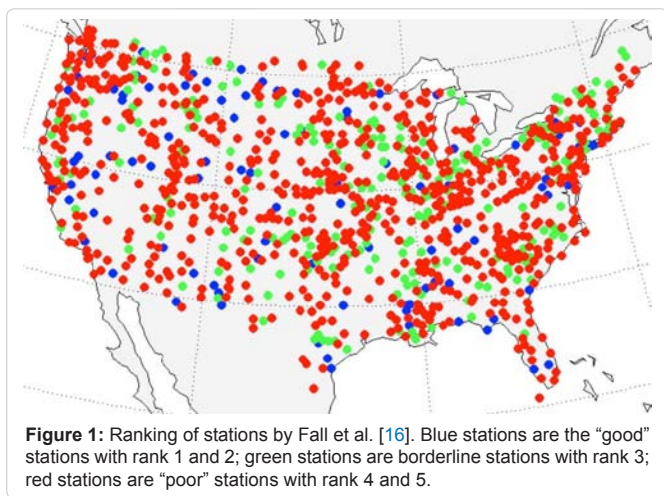 Figure 1: Ranking of stations by Fall et al. [16]. Blue stations are the “good”
stations with rank 1 and 2; green stations are borderline stations with rank 3;
red stations are “poor” stations with rank 4 and 5.